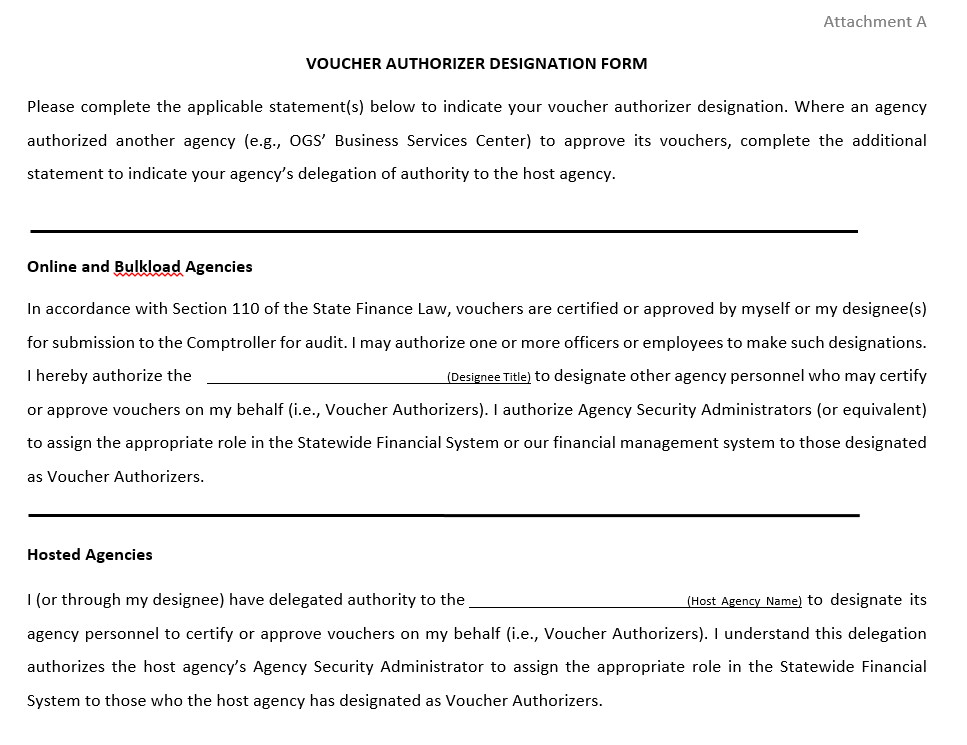 Attachment A
VOUCHER AUTHORIZER DESIGNATION FORM
Please complete the applicable statement(s) below to indicate your voucher authorizer designation. Where an agency
authorized another agency (e.g., OGS’ Business Services Center) to approve its vouchers, complete the additional
statement to indicate your agency’s delegation of authority to the host agency.
Online and Bulkload Agencies
In accordance with Section 110 of the State Finance Law, vouchers are certified or approved by myself or my designee(s)
for submission to the Comptroller for audit. I may authorize one or more officers or employees to make such designations.
I hereby authorize the (Designee Title) to designate other agency personnel who may certify
or approve vouchers on my behalf (i.e., Voucher Authorizers). I authorize Agency Security Administrators (or equivalent)
to assign the appropriate role in the Statewide Financial System or our financial management system to those designated
as Voucher Authorizers.
Hosted Agencies
I (or through my designee) have delegated authority to the (Host Agency Name) to designate its
agency personnel to certify or approve vouchers on my behalf (i.e., Voucher Authorizers). I understand this delegation
authorizes the host agency’s Agency Security Administrator to assign the appropriate role in the Statewide Financial
System to those who the host agency has designated as Voucher Authorizers.